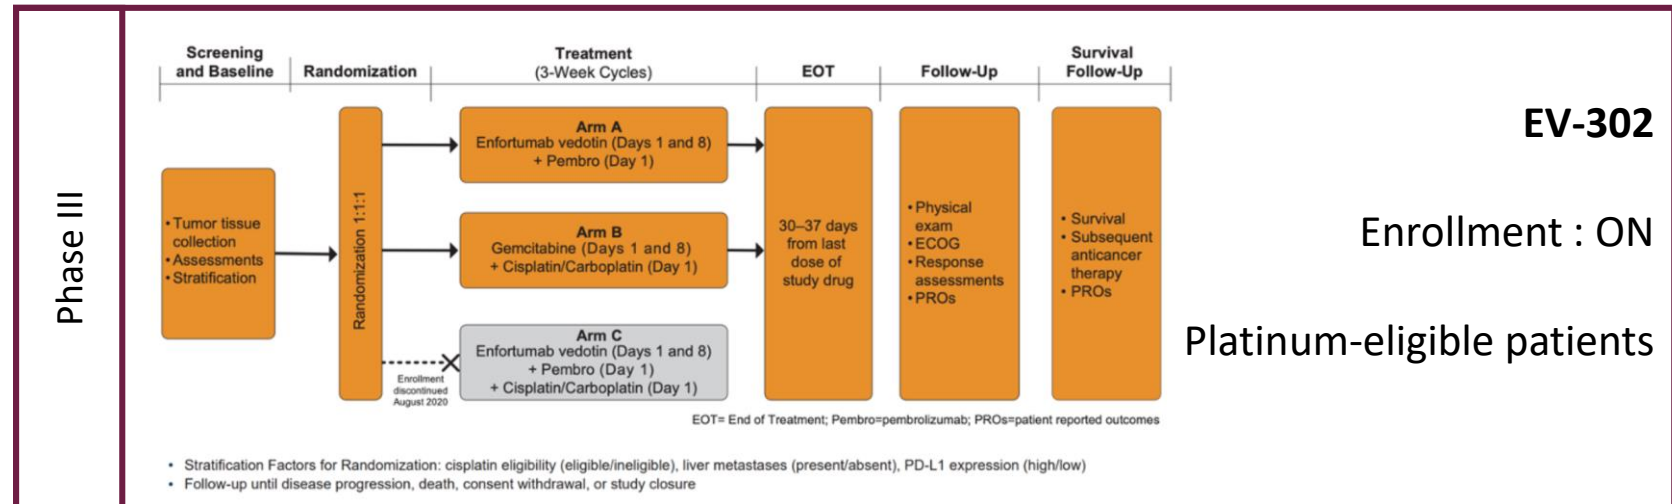 Phase III
Screening
and Baseline
Randomization
Treatment
(3-Week Cycles)
EOT
Follow-Up
Survival
Follow-Up
• Tumor tissue
collection
• Assessments
• Stratification
Randomization 1:1:1
Arm A
Enfortumab vedotin (Days 1 and 8)
+ Pembro (Day 1)
Arm B
Gemcitabine (Days 1 and 8)
+ Cisplatin/Carboplatin (Day 1)
Enrollment
discontinued
August 2020
Arm C
Enfortumab vedotin (Days 1 and 8)
+ Pembro (Day 1)
+ Cisplatin/Carboplatin (Day 1)
30–37 days
from last
dose of
study drug
• Physical
exam
• ECOG
• Response
assessments
• PROs
• Survival
• Subsequent
anticancer
therapy
• PROs
EOT= End of Treatment; Pembro=pembrolizumab; PROs=patient reported outcomes
• Stratification Factors for Randomization: cisplatin eligibility (eligible/ineligible), liver metastases (present/absent), PD-L1 expression (high/low)
• Follow-up until disease progression, death, consent withdrawal, or study closure
EV-302
Enrollment : ON
Platinum-eligible patients